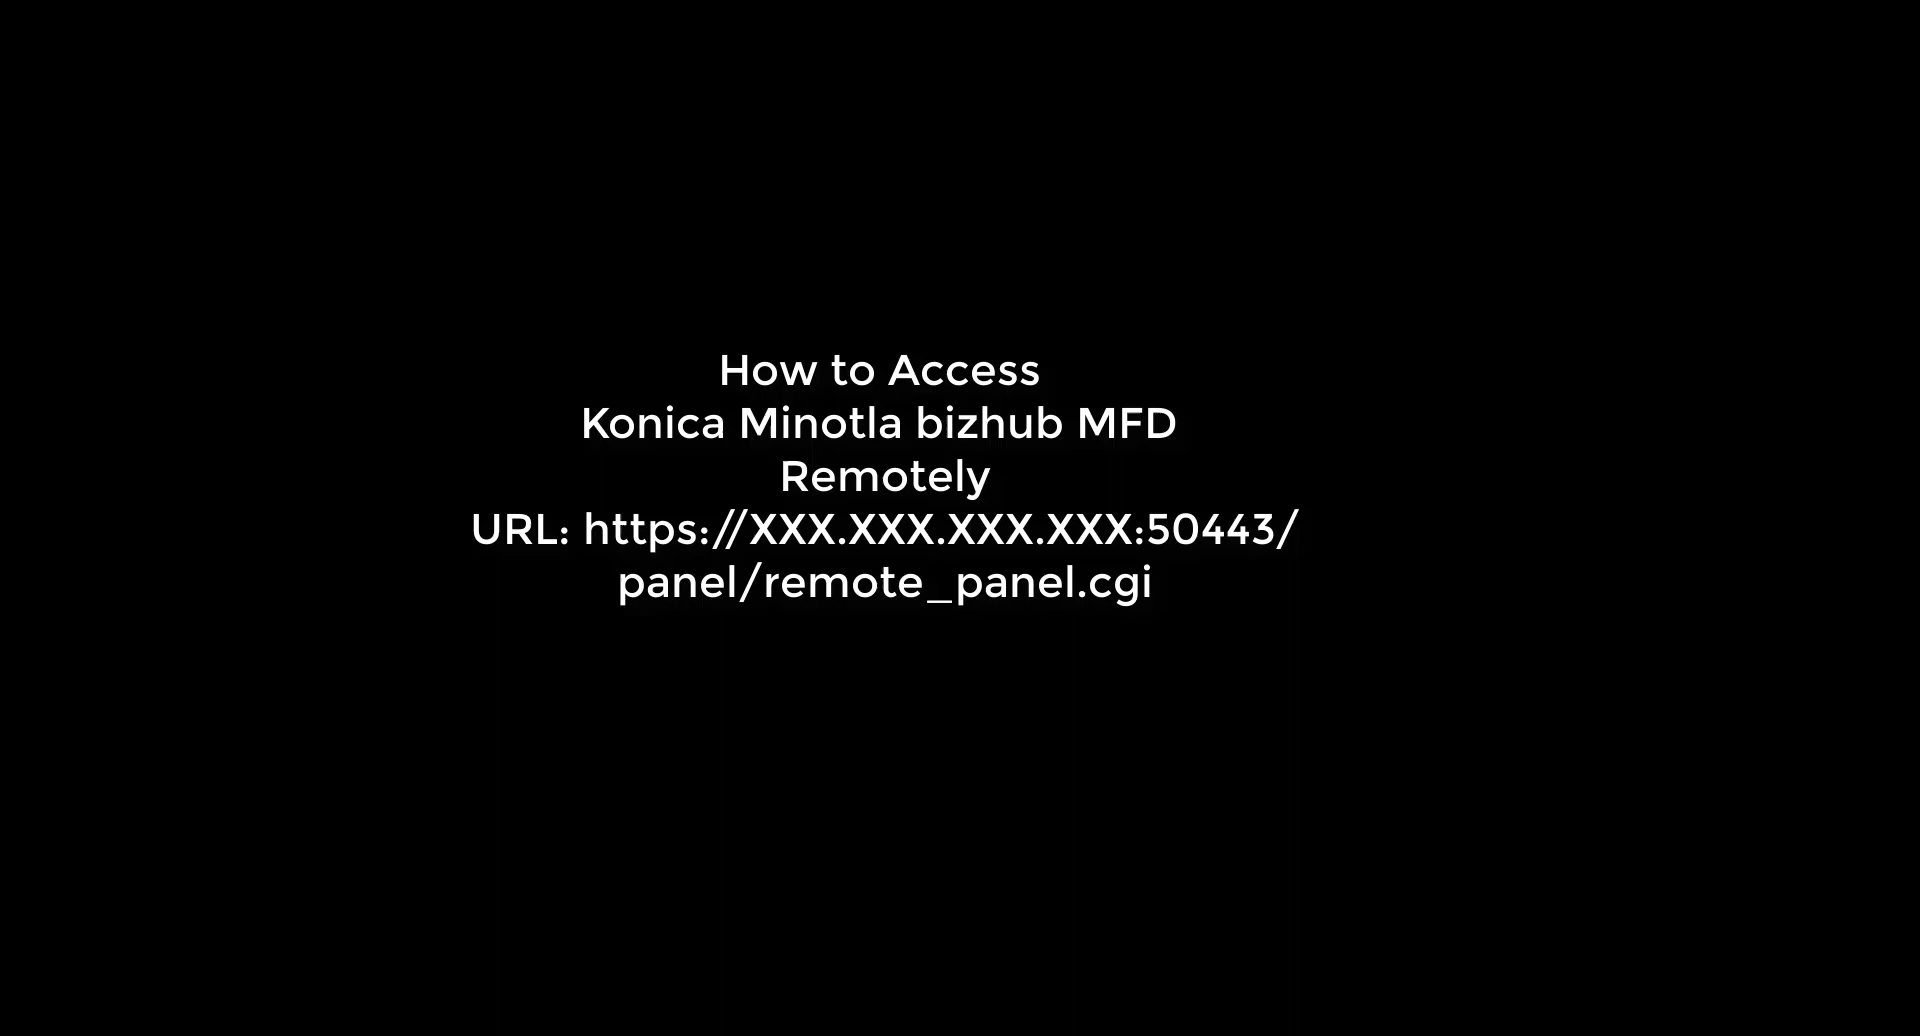 How to Access
Konica Minotla bizhub MFD
Remotely
URL: https://XXX.XXX.XXX.XXX:50443/
panel/remote_panel.cgi